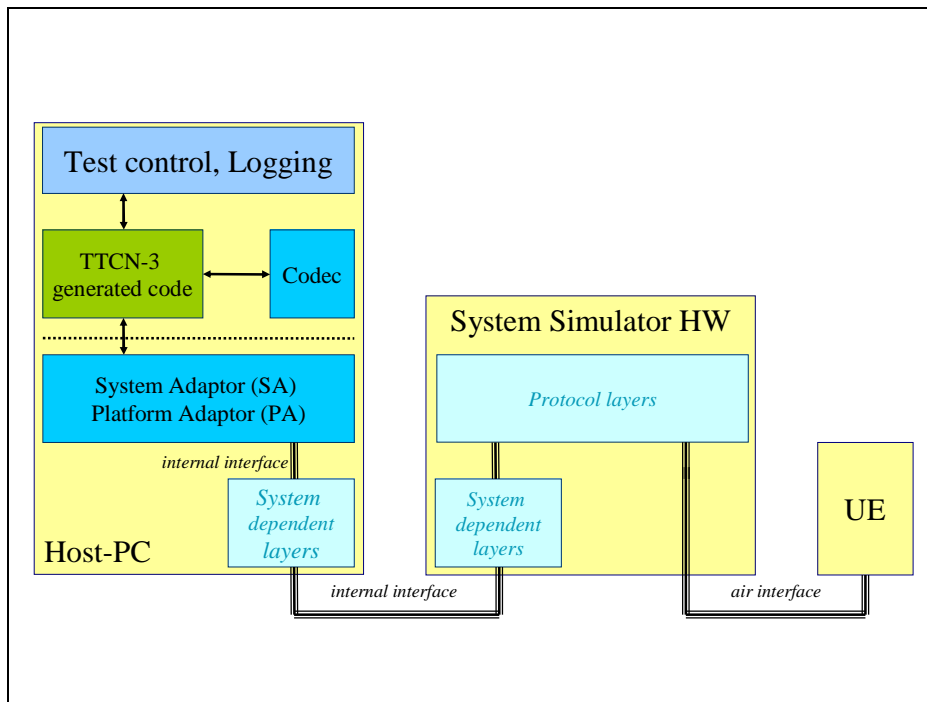 Test control, Logging
TTCN-3
generated code
Codec
System Adaptor (SA)
Platform Adaptor (PA)
internal interface
System
dependent
layers
Host-PC
internal interface
System Simulator HW
Protocol layers
System
dependent
layers
air interface
UE